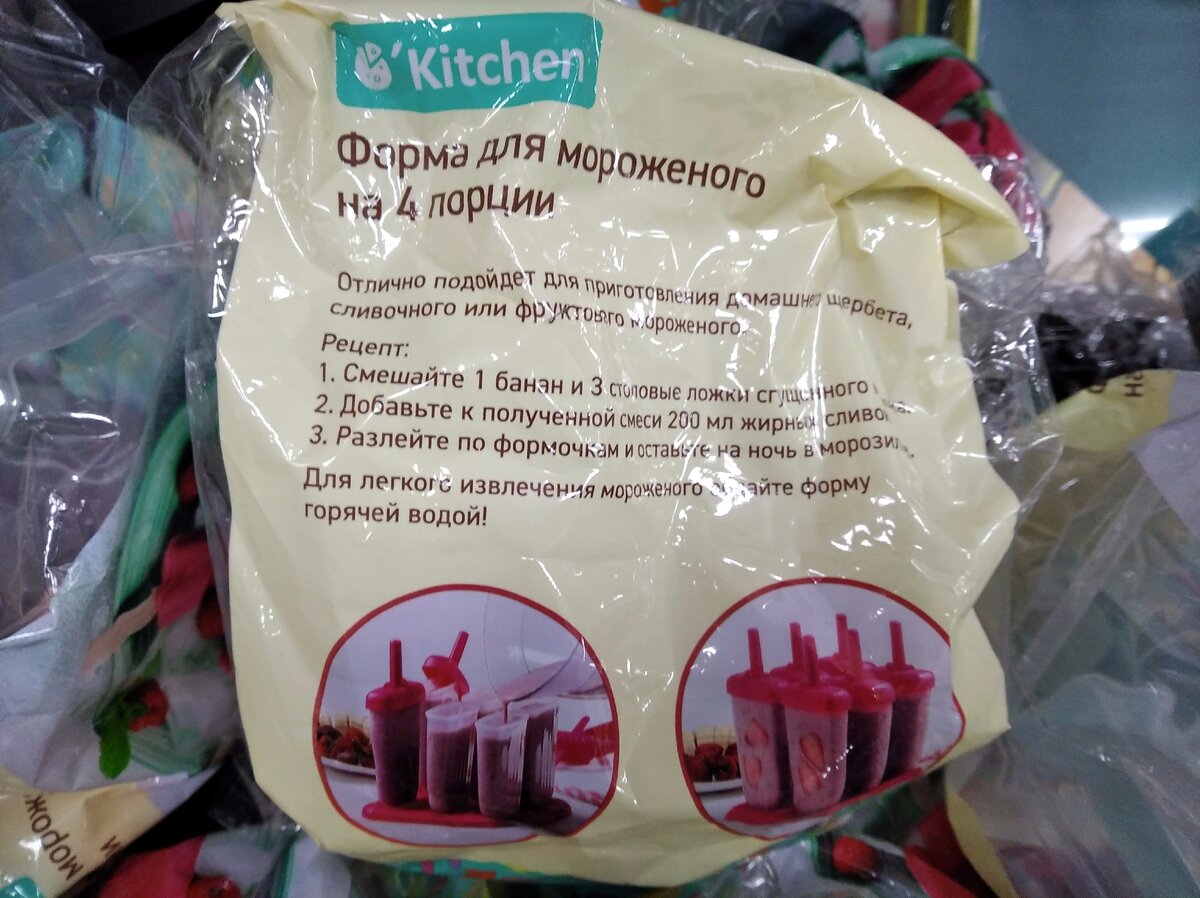 'Kitchen
Форма для мороженого
на 4 порции
Отлично подойдет для приготовления домашнего щербета,
сливочного или фруктового мороженого.
Рецепт:
1. Смешайте 1 банан и 3 столовые ложки сгущенного
2. Добавьте к полученной смеси 200 мл жирных сливок.
3. Разлейте по формочкам и оставьте на ночь в
Для легкого извлечения мороженого форму
горячей водой!
на
морож